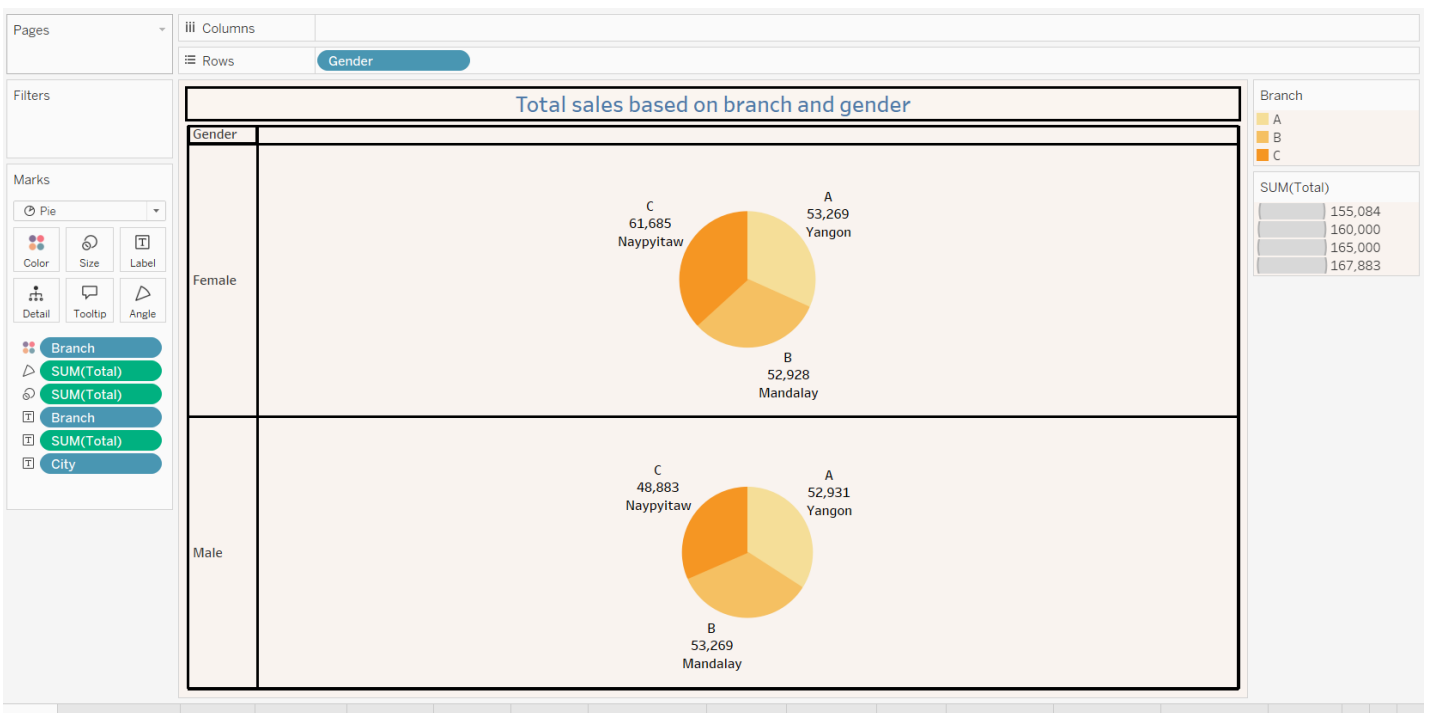 Pages
Columns
Rows
Gender
Filters
Marks
Pie
Color
Size
Label
Detail
Tooltip
Angle
Branch
SUM(Total)
SUM(Total)
Branch
SUM(Total)
City
Total sales based on branch and gender
Gender
Female
C
61,685
Naypyitaw
A
53,269
Yangon
B
52,928
Mandalay
Male
C
48,883
Naypyitaw
A
52,931
Yangon
B
53,269
Mandalay
Branch
A
B
C
SUM(Total)
155,084
160,000
165,000
167,883